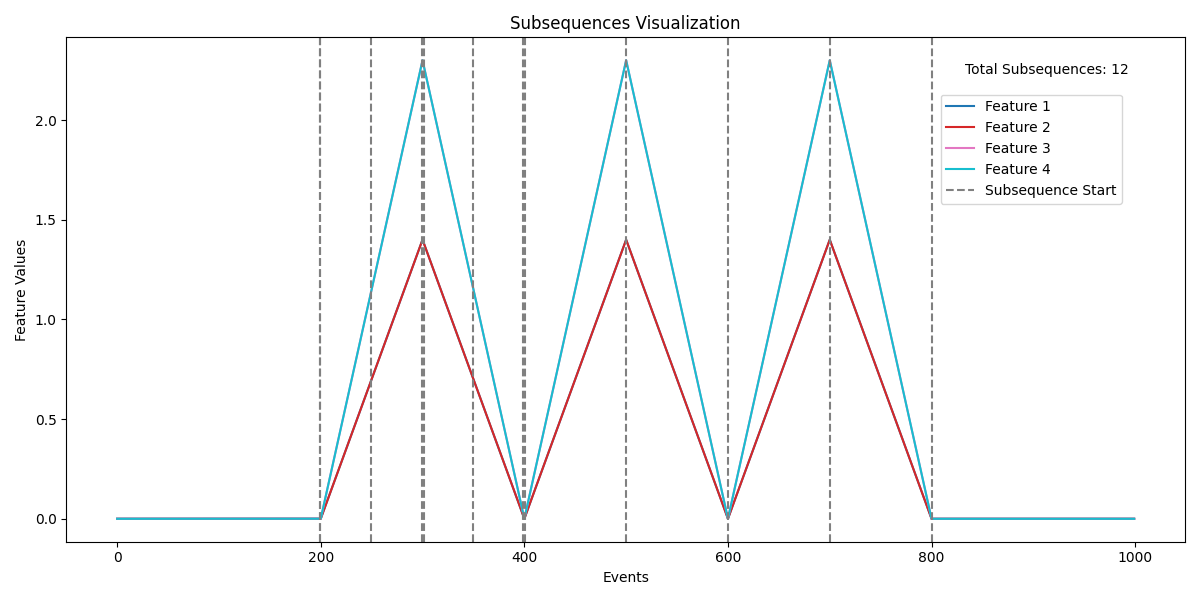 Subsequences Visualization
Total Subsequences: 12
Feature 1
Feature 2
Feature 3
Feature 4
Subsequence Start
Feature Values
2.0
1.5
1.0
0.5
0.0
0 200 400 600 800 1000
Events